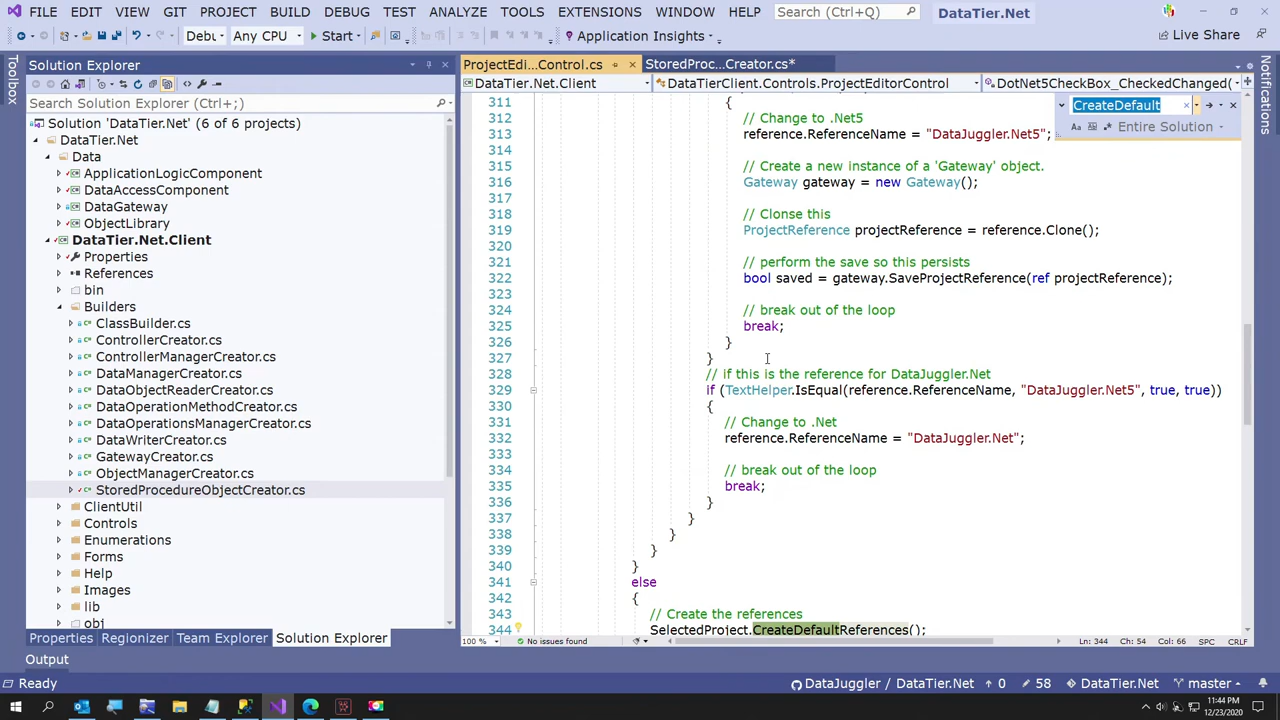 FILE EDIT VIEW GIT PROJECT BUILD DEBUG TEST ANALYZE TOOLS EXTENSIONS WINDOW HELP Search (Ctrl+Q) DataTier.Net
Debu Any CPU Start Application Insights Live Share
Toolbox
Notifications
Solution Explorer
Search Solution Explorer (Ctrl+;)
Solution 'DataTier.Net' (6 of 6 projects)
DataTier.Net
Data
ApplicationLogicComponent
DataAccessComponent
DataGateway
ObjectLibrary
DataTier.Net.Client
Properties
References
bin
Builders
ClassBuilder.cs
ControllerCreator.cs
ControllerManagerCreator.cs
DataManagerCreator.cs
DataObjectReaderCreator.cs
DataOperationMethodCreator.cs
DataOperationsManagerCreator.cs
DataWriterCreator.cs
GatewayCreator.cs
ObjectManagerCreator.cs
StoredProcedureObjectCreator.cs
ClientUtil
Controls
Enumerations
Forms
Help
Images
lib
obj
Properties Regionizer Team Explorer Solution Explorer
ProjectEdi...Control.cs StoredProc...Creator.cs*
DataTier.Net.Client DataTierClient.Controls.ProjectEditorControl DotNet5CheckBox_CheckedChanged(
CreateDefault
Aa Entire Solution
311 {
312 // Change to .Net5
313 reference.ReferenceName = "DataJuggler.Net5";
314
315 // Create a new instance of a 'Gateway' object.
316 Gateway gateway = new Gateway();
317
318 // Clonse this
319 ProjectReference projectReference = reference.Clone();
320
321 // perform the save so this persists
322 bool saved = gateway.SaveProjectReference(ref projectReference);
323
324 // break out of the loop
325 break;
326 }
327 }
328 // if this is the reference for DataJuggler.Net
329 if (TextHelper.IsEqual(reference.ReferenceName, "DataJuggler.Net5", true, true))
330 {
331 // Change to .Net
332 reference.ReferenceName = "DataJuggler.Net";
333
334 // break out of the loop
335 break;
336 }
337 }
338 }
339 }
340 }
341 else
342 {
343 // Create the references
344 SelectedProject.CreateDefaultReferences();
100 % No issues found Ln: 344 Ch: 54 Col: 66 SPC CRLF
Output
Ready DataJuggler / DataTier.Net 0 58 DataTier.Net master
11:44 PM
12/23/2020